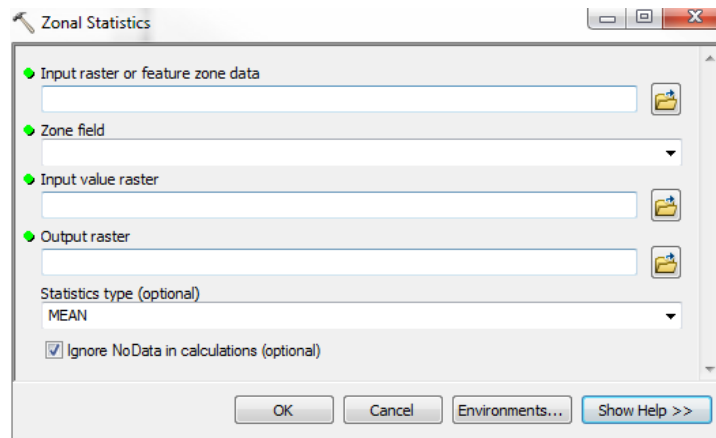 Zonal Statistics
Input raster or feature zone data
Zone field
Input value raster
Output raster
Statistics type (optional)
MEAN
Ignore NoData in calculations (optional)
OK Cancel Environments... Show Help >>